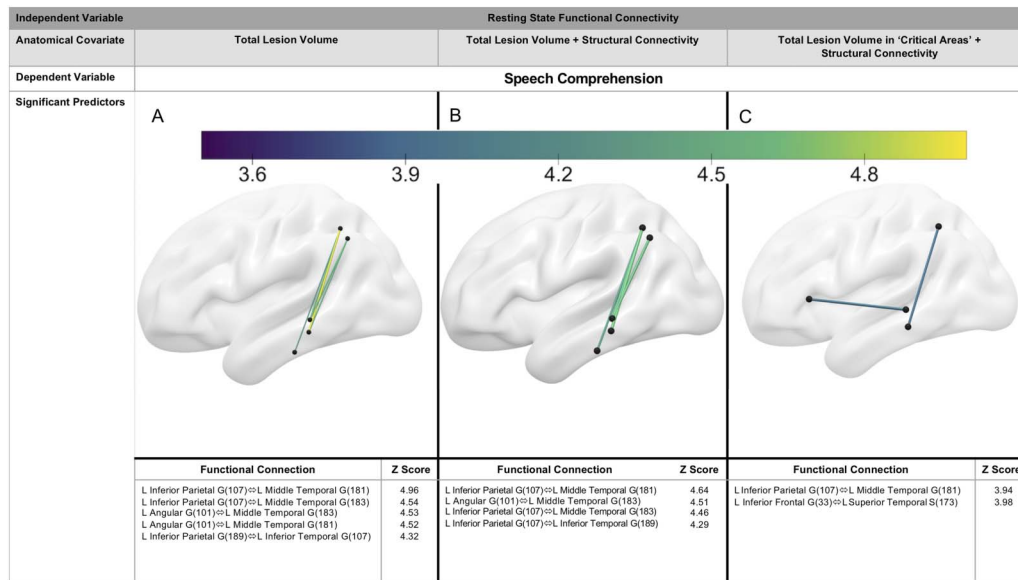 Independent Variable
Resting State Functional Connectivity
Anatomical Covariate
Total Lesion Volume
Total Lesion Volume + Structural Connectivity
Total Lesion Volume in ‘Critical Areas’ +
Structural Connectivity
Dependent Variable
Speech Comprehension
Significant Predictors
A
B
C
3.6
3.9
4.2
4.5
4.8
Functional Connection Z Score
L Inferior Parietal G(107)⇔L Middle Temporal G(181) 4.96
L Inferior Parietal G(107)⇔L Middle Temporal G(183) 4.54
L Angular G(101)⇔L Middle Temporal G(183) 4.53
L Angular G(101)⇔L Middle Temporal G(181) 4.52
L Inferior Parietal G(189)⇔L Inferior Temporal G(107) 4.32
Functional Connection Z Score
L Inferior Parietal G(107)⇔L Middle Temporal G(181) 4.64
L Angular G(101)⇔L Middle Temporal G(183) 4.51
L Inferior Parietal G(107)⇔L Middle Temporal G(183) 4.46
L Inferior Parietal G(107)⇔L Inferior Temporal G(189) 4.29
Functional Connection Z Score
L Inferior Parietal G(107)⇔L Middle Temporal G(181) 3.94
L Inferior Frontal G(33)⇔L Superior Temporal S(173) 3.98